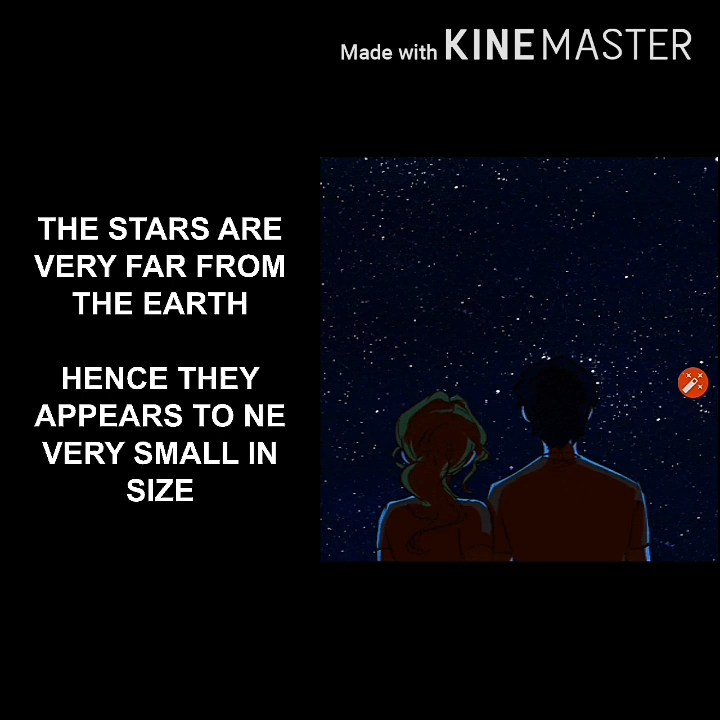 Made with KINEMASTER
THE STARS ARE
VERY FAR FROM
THE EARTH
HENCE THEY
APPEARS TO NE
VERY SMALL IN
SIZE